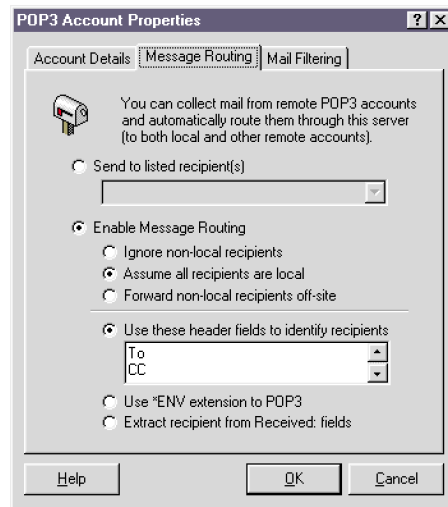 POP3 Account Properties
Account Details Message Routing Mail Filtering
You can collect mail from remote POP3 accounts
and automatically route them through this server
(to both local and other remote accounts).
Send to listed recipient(s)
Enable Message Routing
Ignore non-local recipients
Assume all recipients are local
Forward non-local recipients off-site
Use these header fields to identify recipients
To
CC
Use *ENV extension to POP3
Extract recipient from Received: fields
Help OK Cancel